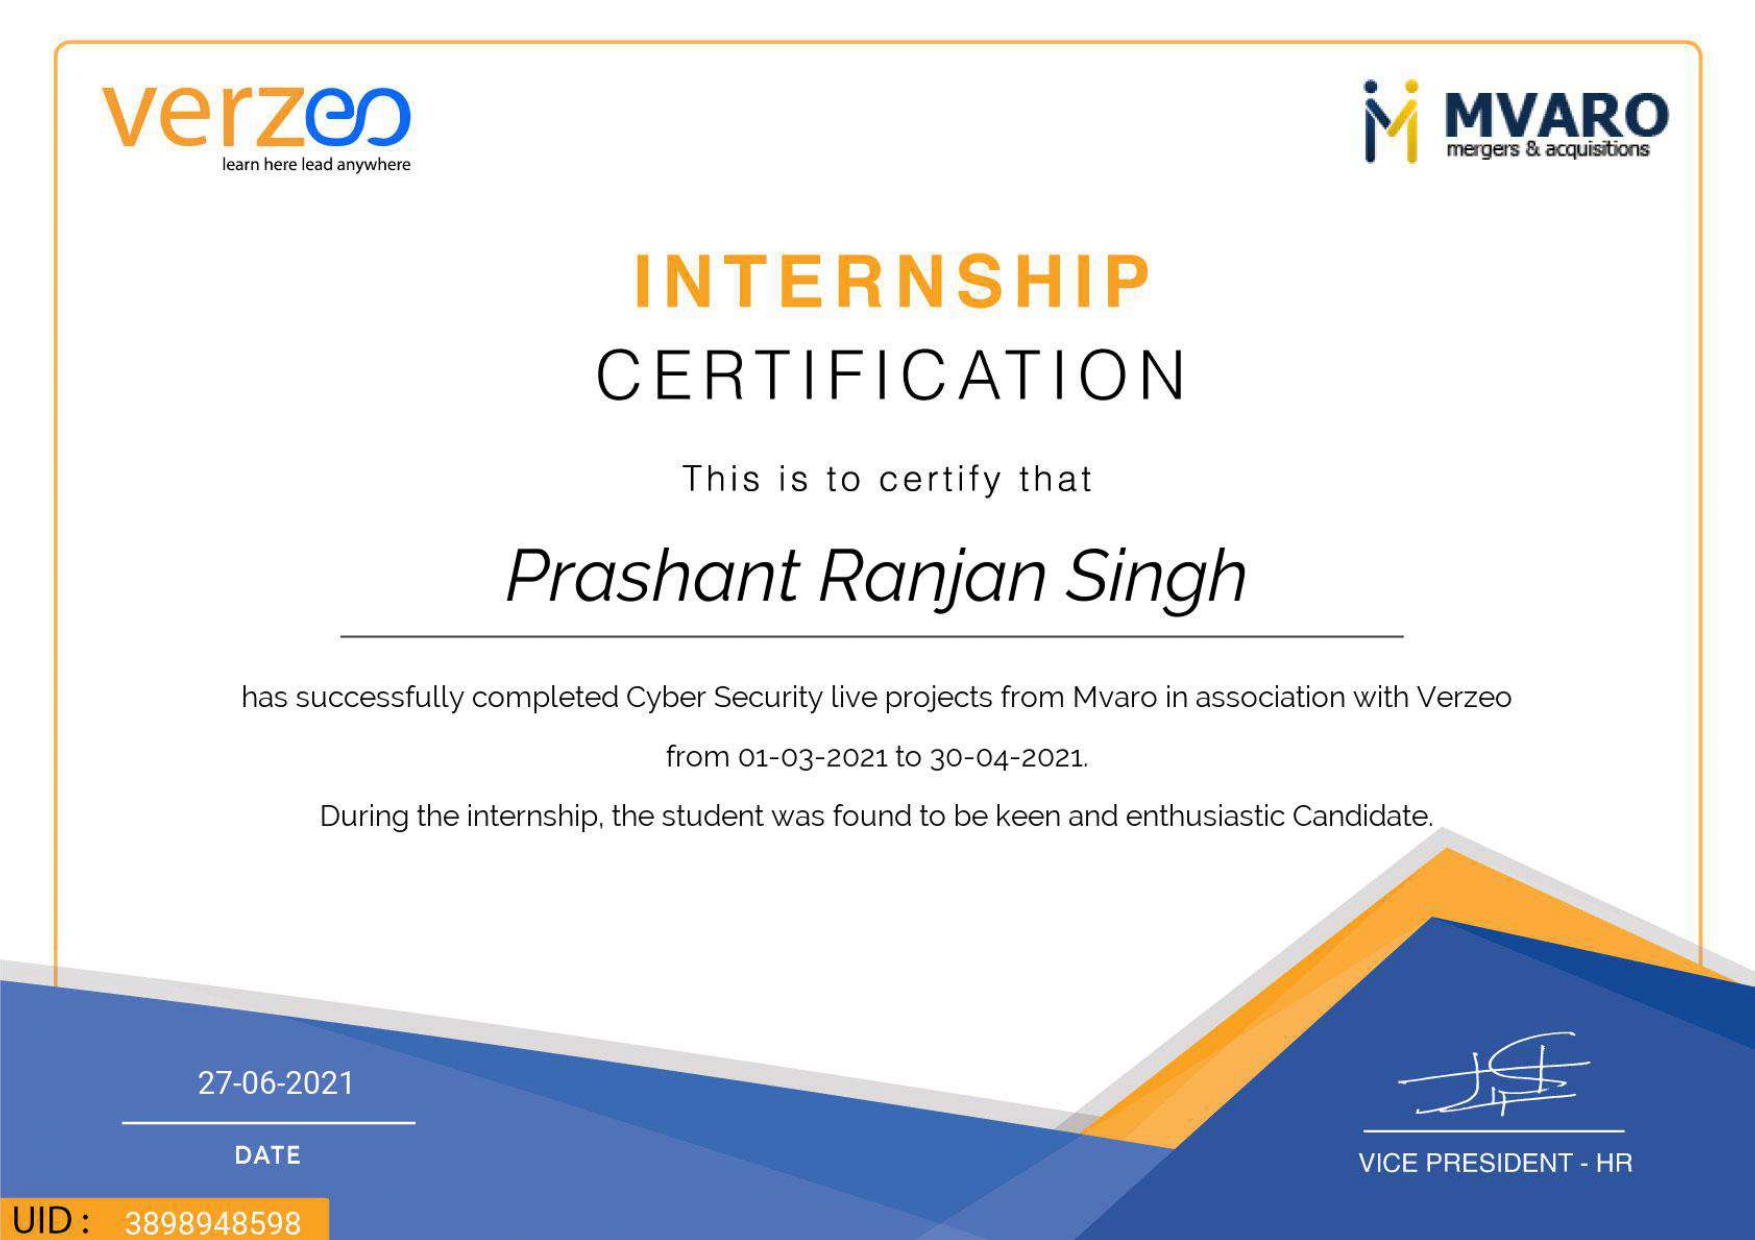 verzeo
learn here lead anywhere
MVARO
mergers & acquisitions
INTERNSHIP
CERTIFICATION
This is to certify that
Prashant Ranjan Singh
has successfully completed Cyber Security live projects from Mvaro in association with Verzeo
from 01-03-2021 to 30-04-2021.
During the internship, the student was found to be keen and enthusiastic Candidate.
27-06-2021
DATE
VICE PRESIDENT - HR
UID : 3898948598